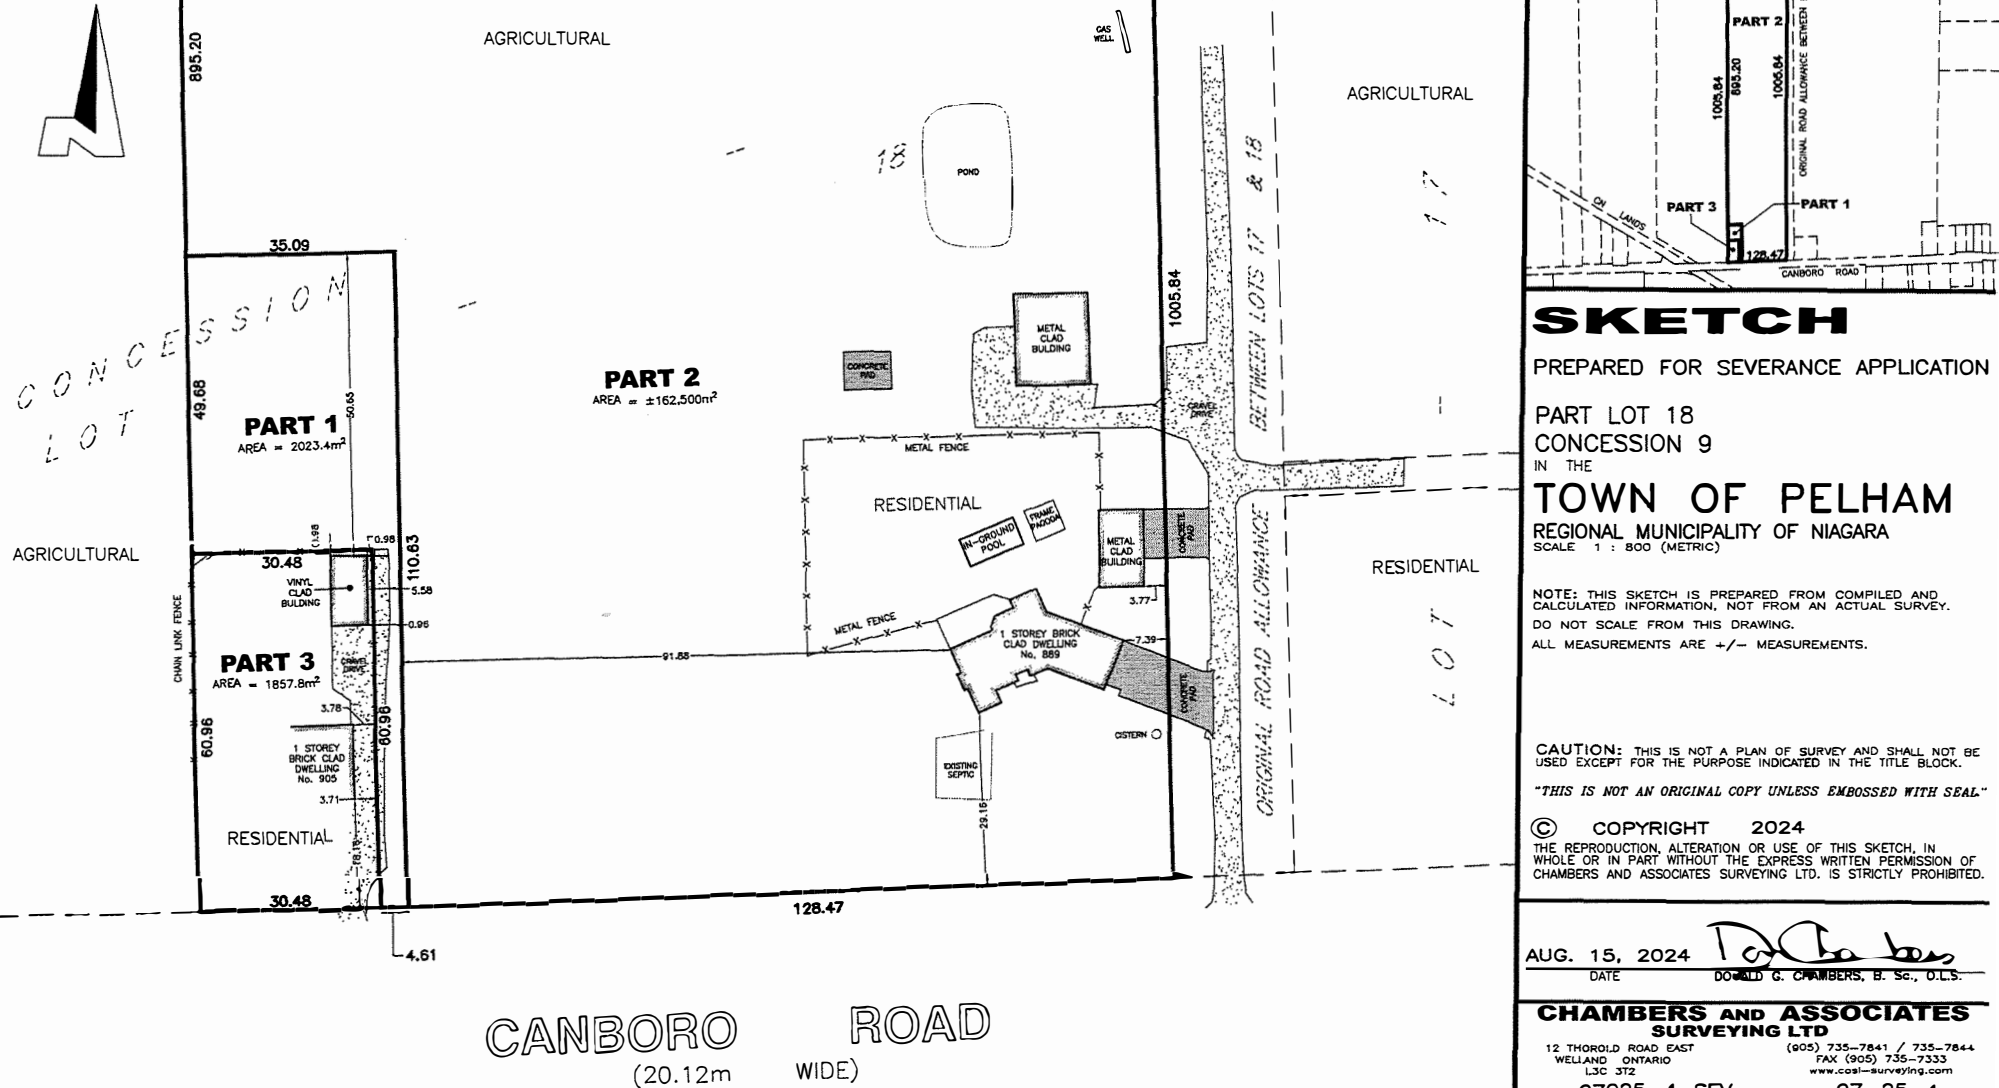 AGRICULTURAL
895.20
GAS
WELL
AGRICULTURAL
18
POND
17
35.09
CONCESSION
LOT
49.68
50.65
PART 1
AREA = 2023.4m²
PART 2
AREA = ±162,500m²
CONCRETE
PAD
METAL
CLAD
BULDING
1005.84
GRAVEL
DRIVE
ORIGINAL ROAD ALLOWANCE BETWEEN LOTS 17 & 18
METAL FENCE
RESIDENTIAL
IN-GROUND
POOL
FRAME
PAGODA
METAL
CLAD
BUILDING
CONCRETE
PAD
3.77
AGRICULTURAL
30.48
0.98
110.63
VINYL
CLAD
BULDING
5.58
0.96
CHAIN LINK FENCE
PART 3
AREA = 1857.8m²
GRAVEL
DRIVE
3.78
60.96
60.96
METAL FENCE
91.55
1 STOREY BRICK
CLAD DWELLING
No. 889
7.39
CONCRETE
PAD
CISTERN
EXISTING
SEPTIC
29.16
1 STOREY
BRICK CLAD
DWELLING
No. 905
3.71
RESIDENTIAL
30.48
128.47
4.61
RESIDENTIAL
LOT
CANBORO ROAD
(20.12m WIDE)
PART 2
1005.84
895.20
1005.84
ORIGINAL ROAD ALLOWANCE BETWEEN
CN LANDS
PART 3
PART 1
128.47
CANBORO ROAD
SKETCH
PREPARED FOR SEVERANCE APPLICATION
PART LOT 18
CONCESSION 9
IN THE
TOWN OF PELHAM
REGIONAL MUNICIPALITY OF NIAGARA
SCALE 1 : 800 (METRIC)
NOTE: THIS SKETCH IS PREPARED FROM COMPILED AND
CALCULATED INFORMATION, NOT FROM AN ACTUAL SURVEY.
DO NOT SCALE FROM THIS DRAWING.
ALL MEASUREMENTS ARE +/- MEASUREMENTS.
CAUTION: THIS IS NOT A PLAN OF SURVEY AND SHALL NOT BE
USED EXCEPT FOR THE PURPOSE INDICATED IN THE TITLE BLOCK.
"THIS IS NOT AN ORIGINAL COPY UNLESS EMBOSSED WITH SEAL"
© COPYRIGHT 2024
THE REPRODUCTION, ALTERATION OR USE OF THIS SKETCH, IN
WHOLE OR IN PART WITHOUT THE EXPRESS WRITTEN PERMISSION OF
CHAMBERS AND ASSOCIATES SURVEYING LTD. IS STRICTLY PROHIBITED.
AUG. 15, 2024
DATE
DONALD G. CHAMBERS, B. Sc., O.L.S.
CHAMBERS AND ASSOCIATES
SURVEYING LTD
12 THOROLD ROAD EAST
WELLAND ONTARIO
L3C 3T2
(905) 735-7841 / 735-7844
FAX (905) 735-7333
www.casl-surveying.com